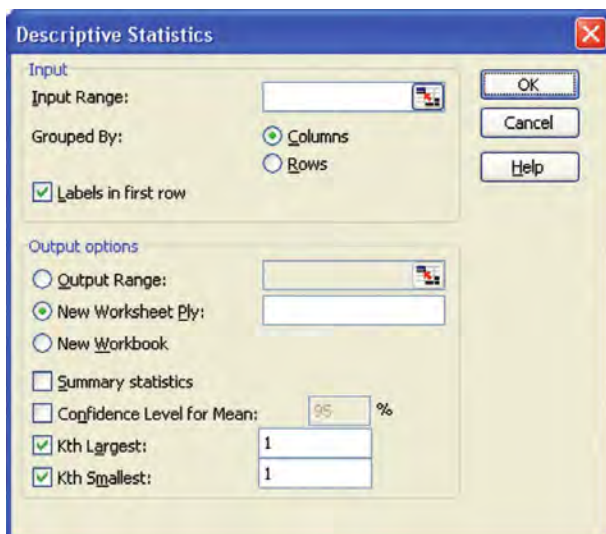 Descriptive Statistics
Input
Input Range:
OK
Cancel
Help
Grouped By:
Columns
Rows
Labels in first row
Output options
Output Range:
New Worksheet Ply:
New Workbook
Summary statistics
Confidence Level for Mean: 95 %
Kth Largest: 1
Kth Smallest: 1